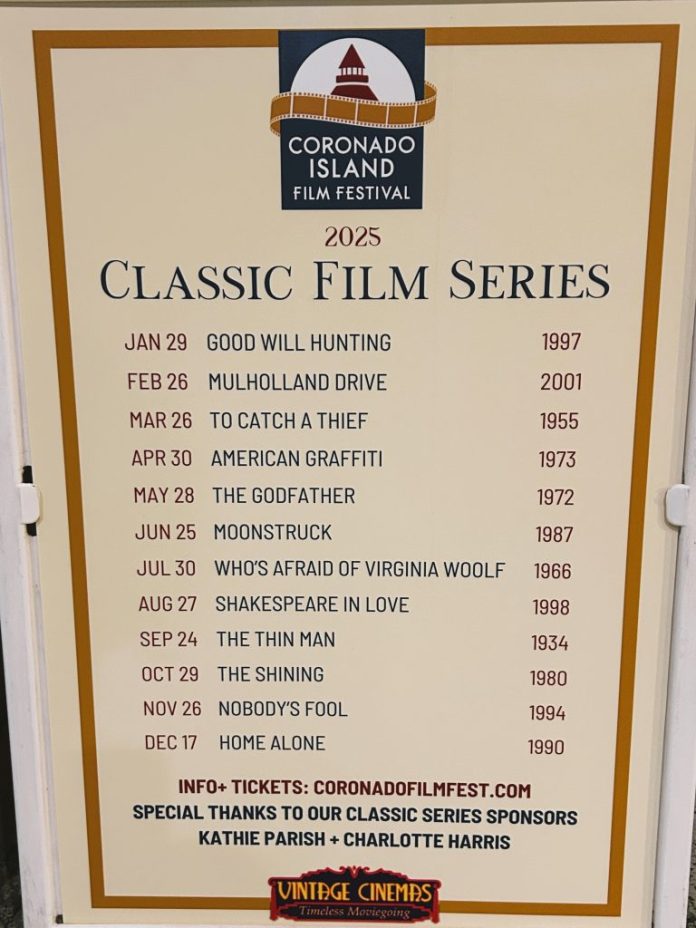 CORONADO
ISLAND
FILM FESTIVAL
2025
CLASSIC FILM SERIES
JAN 29 GOOD WILL HUNTING 1997
FEB 26 MULHOLLAND DRIVE 2001
MAR 26 TO CATCH A THIEF 1955
APR 30 AMERICAN GRAFFITI 1973
MAY 28 THE GODFATHER 1972
JUN 25 MOONSTRUCK 1987
JUL 30 WHO'S AFRAID OF VIRGINIA WOOLF 1966
AUG 27 SHAKESPEARE IN LOVE 1998
SEP 24 THE THIN MAN 1934
OCT 29 THE SHINING 1980
NOV 26 NOBODY'S FOOL 1994
DEC 17 HOME ALONE 1990
INFO+ TICKETS: CORONADOFILMFEST.COM
SPECIAL THANKS TO OUR CLASSIC SERIES SPONSORS
KATHIE PARISH + CHARLOTTE HARRIS
VINTAGE CINEMAS
Timeless Moviegoing